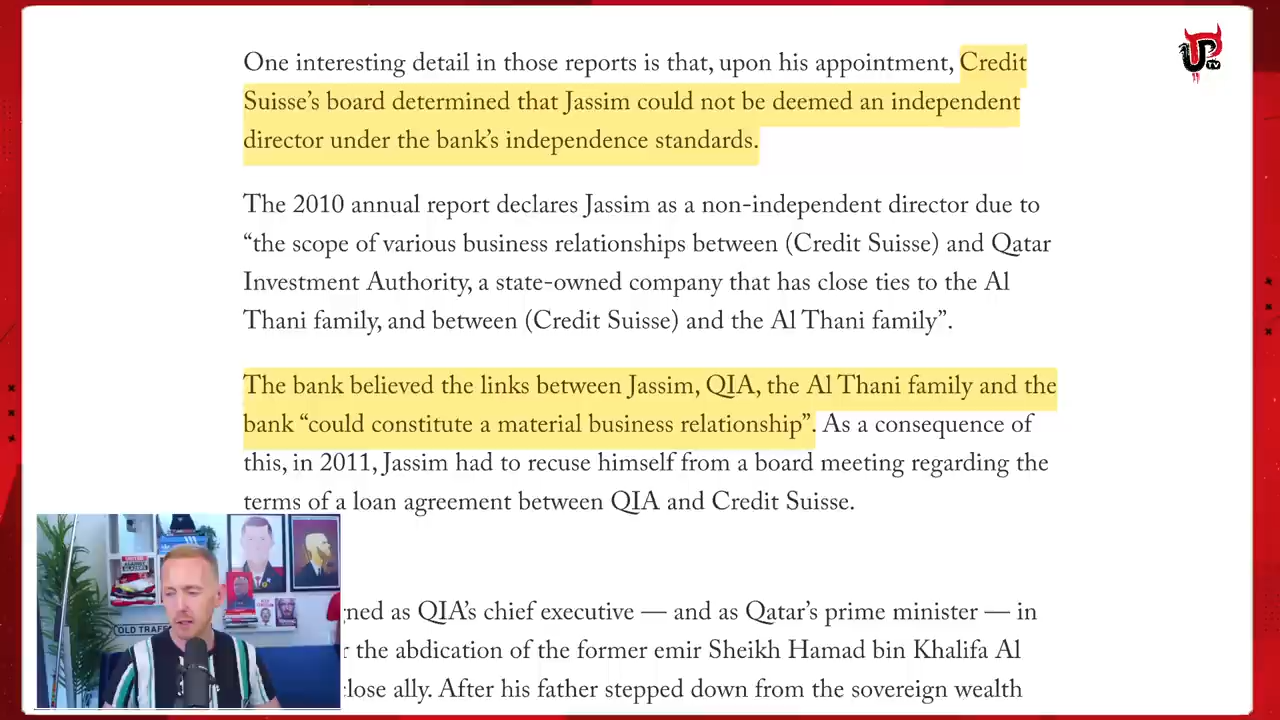 One interesting detail in those reports is that, upon his appointment, Credit
Suisse’s board determined that Jassim could not be deemed an independent
director under the bank’s independence standards.
The 2010 annual report declares Jassim as a non-independent director due to
“the scope of various business relationships between (Credit Suisse) and Qatar
Investment Authority, a state-owned company that has close ties to the Al
Thani family, and between (Credit Suisse) and the Al Thani family”.
The bank believed the links between Jassim, QIA, the Al Thani family and the
bank “could constitute a material business relationship”. As a consequence of
this, in 2011, Jassim had to recuse himself from a board meeting regarding the
terms of a loan agreement between QIA and Credit Suisse.
as QIA’s chief executive — and as Qatar’s prime minister — in
the abdication of the former emir Sheikh Hamad bin Khalifa Al
close ally. After his father stepped down from the sovereign wealth
TV
OLD